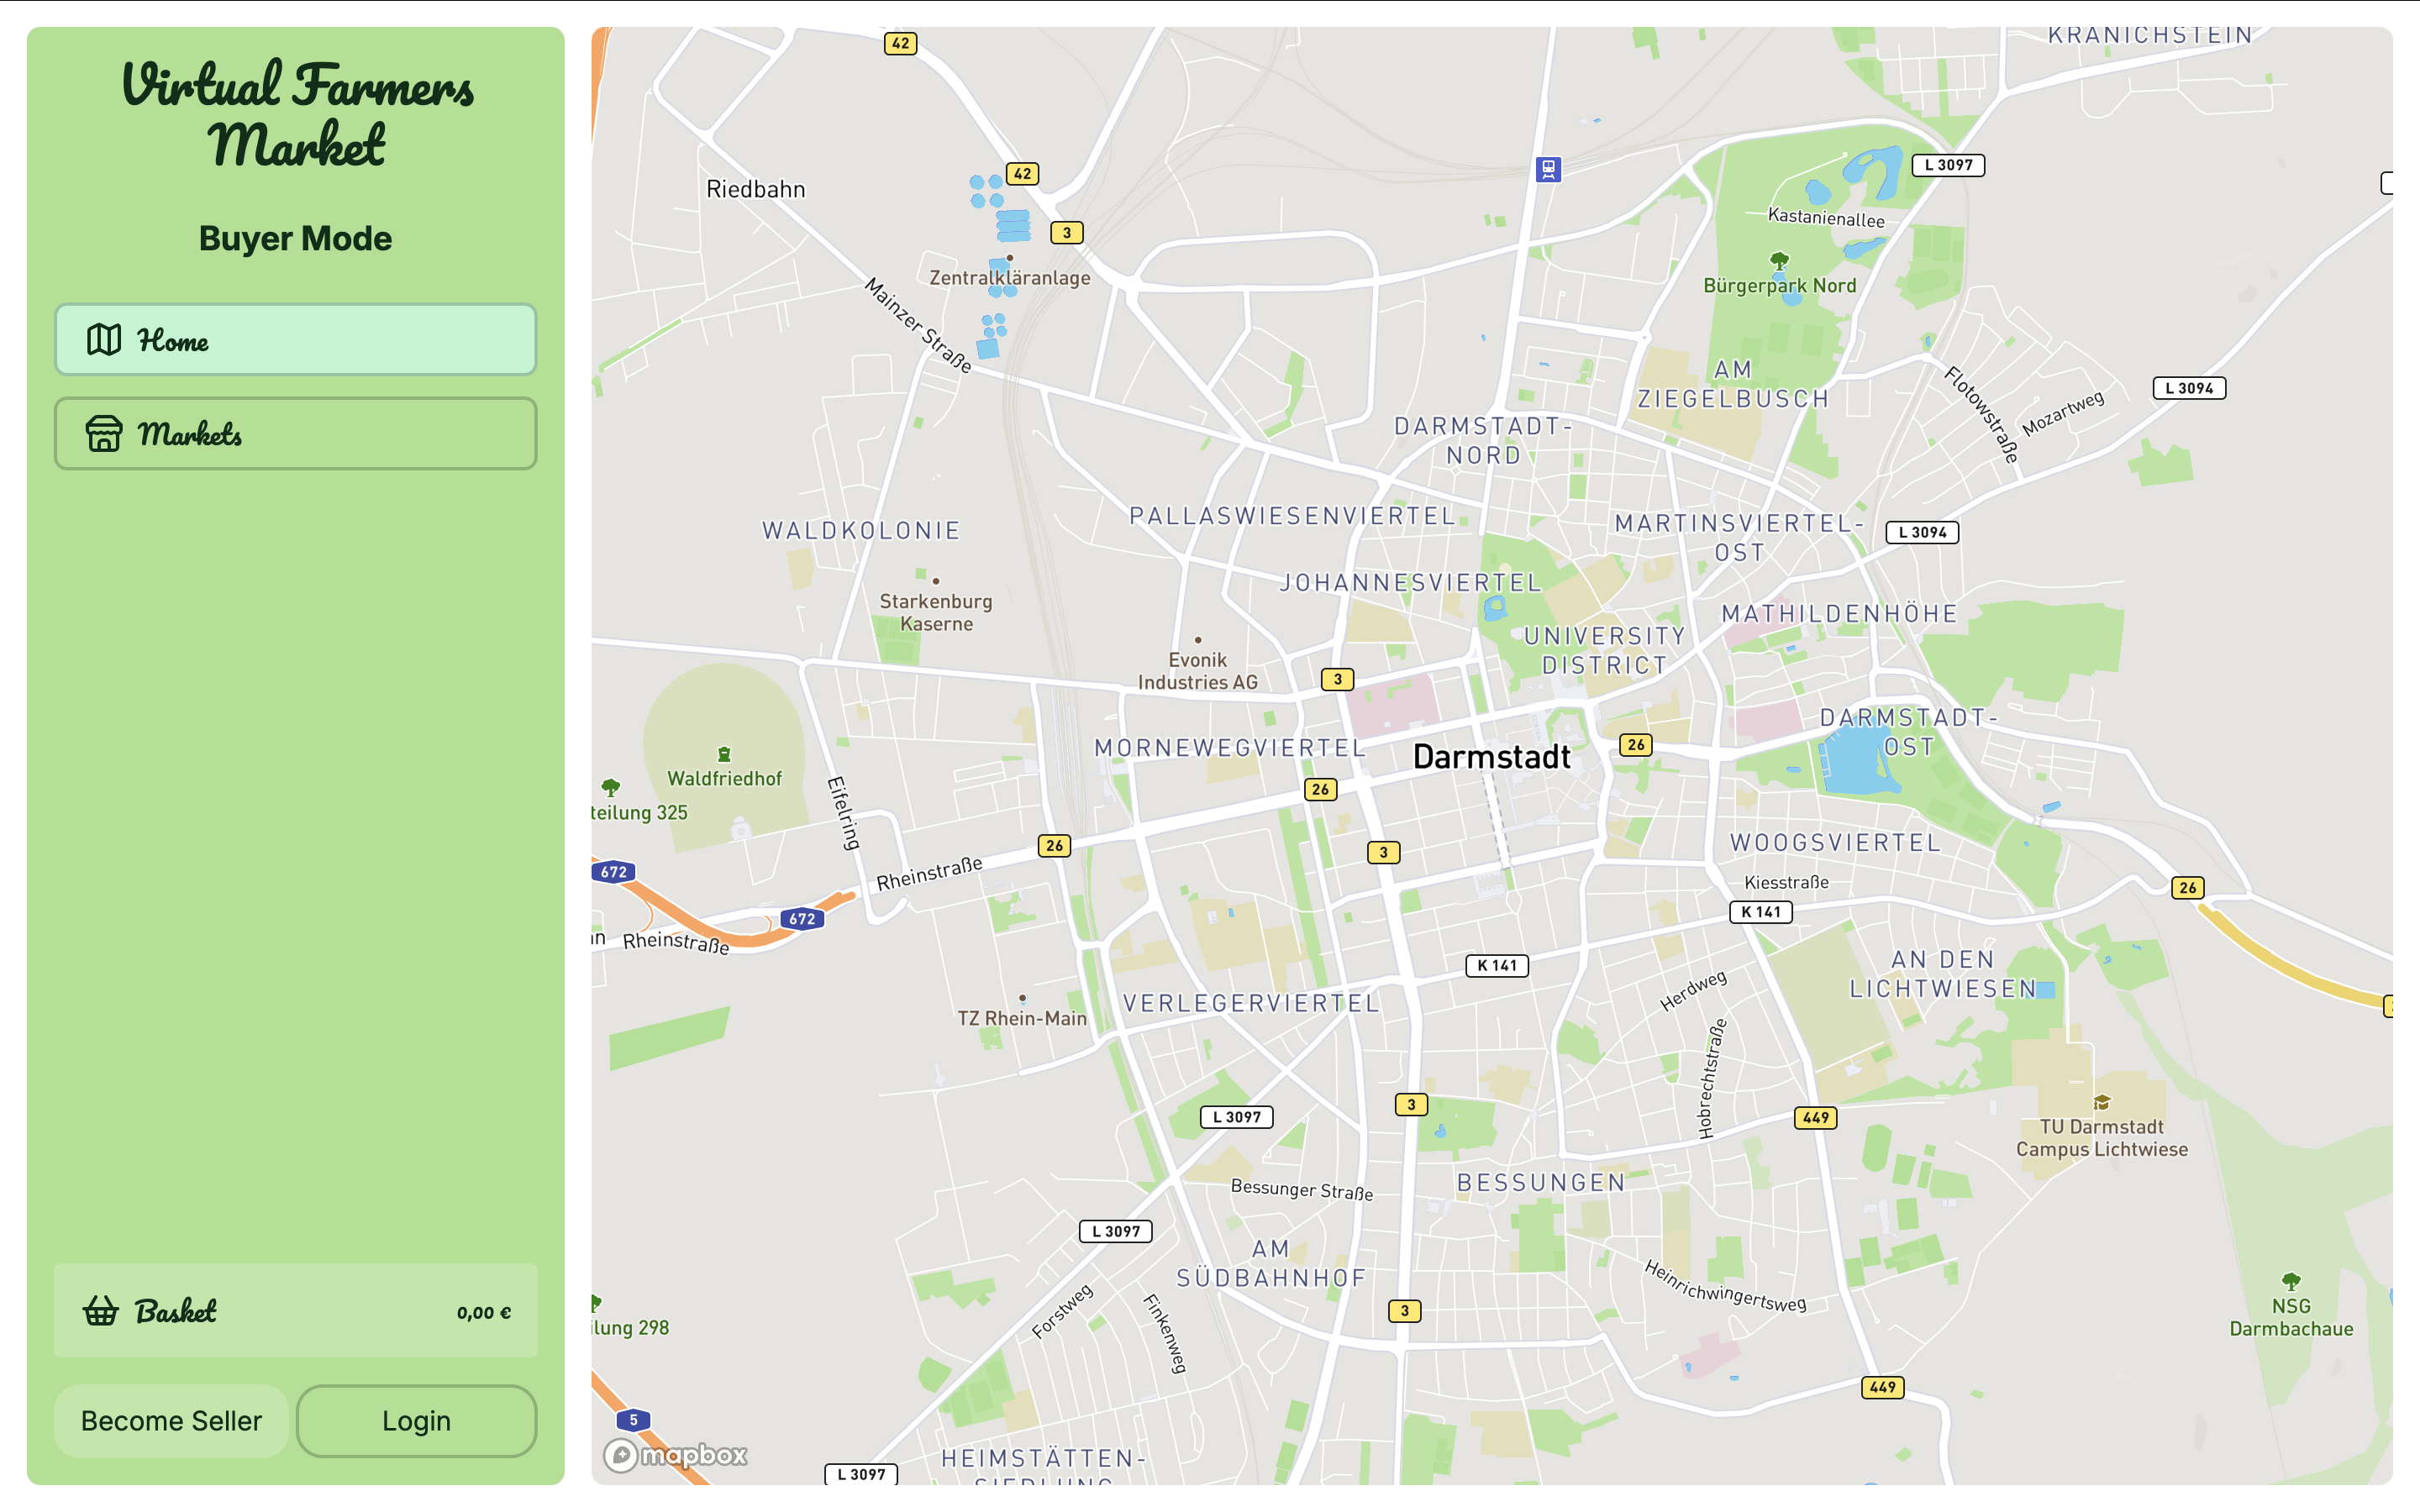 Virtual Farmers
Market
Buyer Mode
Home
Markets
Basket 0,00 €
Become Seller
Login
42
KRANICHSTEIN
42
Riedbahn
L 3097
3
Kastanienallee
Zentralkläranlage
Bürgerpark Nord
Mainzer Straße
AM
ZIEGELBUSCH
L 3094
Flotowstraße
Mozartweg
DARMSTADT-
NORD
PALLASWIESENVIERTEL
WALDKOLONIE
MARTINSVIERTEL-
OST
L 3094
JOHANNESVIERTEL
Starkenburg
Kaserne
MATHILDENHÖHE
UNIVERSITY
DISTRICT
Evonik
Industries AG
3
DARMSTADT-
OST
MORNEWEGVIERTEL
Darmstadt
26
Waldfriedhof
26
teilung 325
Eifelring
26
3
WOOGSVIERTEL
672
Rheinstraße
Kiesstraße
26
672
K 141
Rheinstraße
K 141
AN DEN
LICHTWIESEN
Herdweg
VERLEGERVIERTEL
TZ Rhein-Main
Hobrechtstraße
L 3097
3
449
TU Darmstadt
Campus Lichtwiese
Bessunger Straße
BESSUNGEN
L 3097
AM
SÜDBAHNHOF
Heinrichwingertsweg
Forstweg
Finkenweg
3
NSG
Darmbachaue
ilung 298
449
5
mapbox
HEIMSTÄTTEN-
SIEDLUNG
L 3097